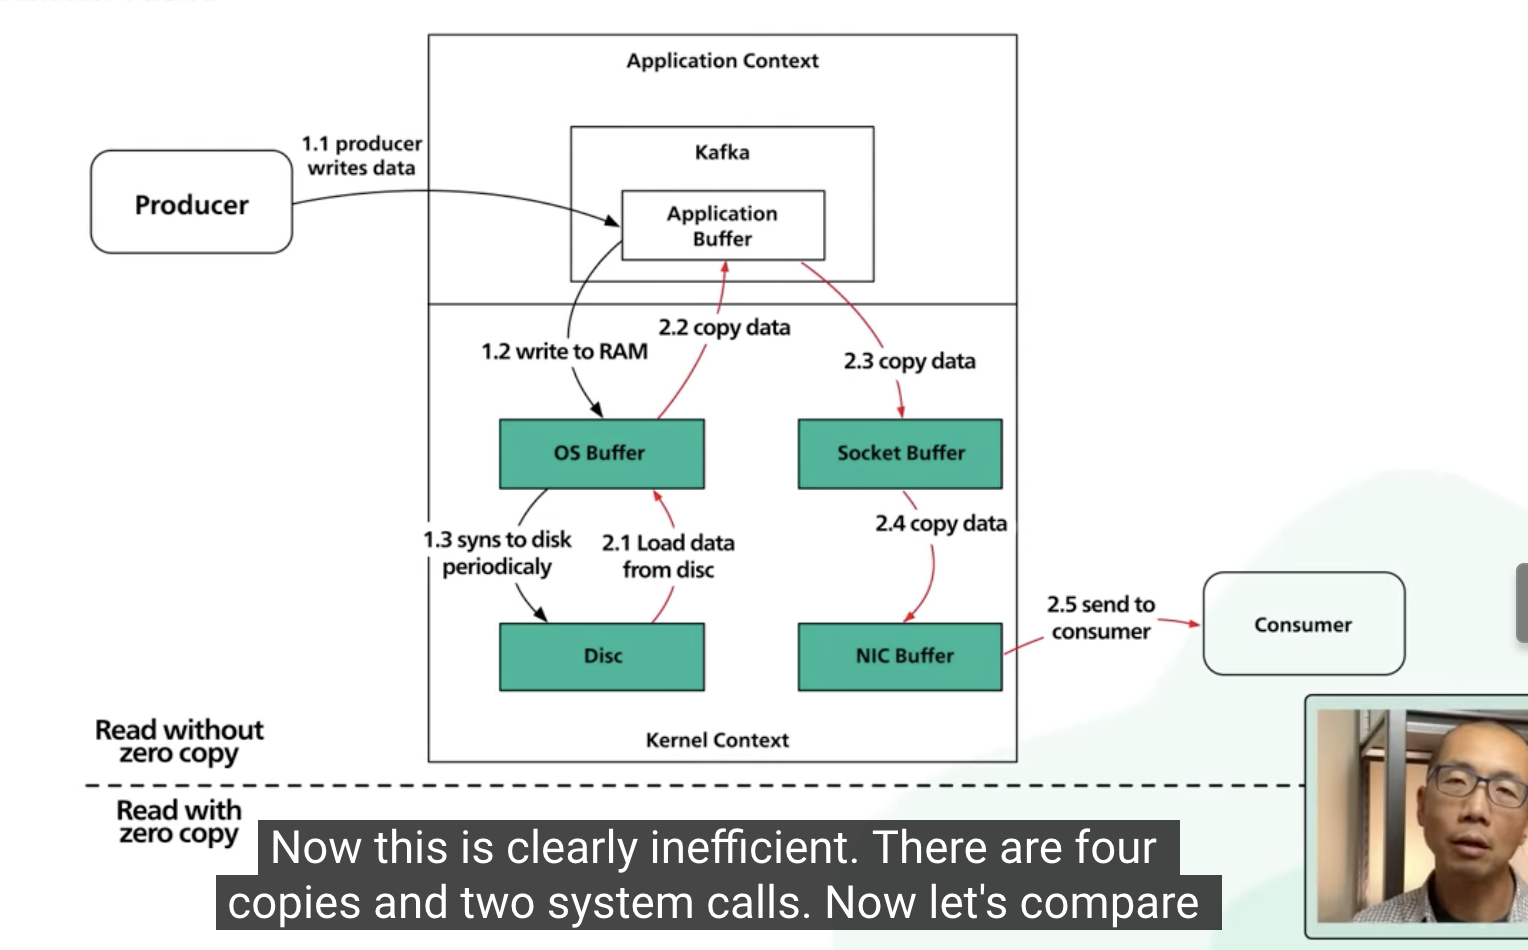 Application Context
1.1 producer
writes data
Kafka
Producer
Application
Buffer
2.2 copy data
1.2 write to RAM
2.3 copy data
OS Buffer
Socket Buffer
2.4 copy data
1.3 syns to disk
periodicaly
2.1 Load data
from disc
2.5 send to
consumer
Consumer
Disc
NIC Buffer
Read without
zero copy
Kernel Context
Read with
zero copy
Now this is clearly inefficient. There are four
copies and two system calls. Now let's compare